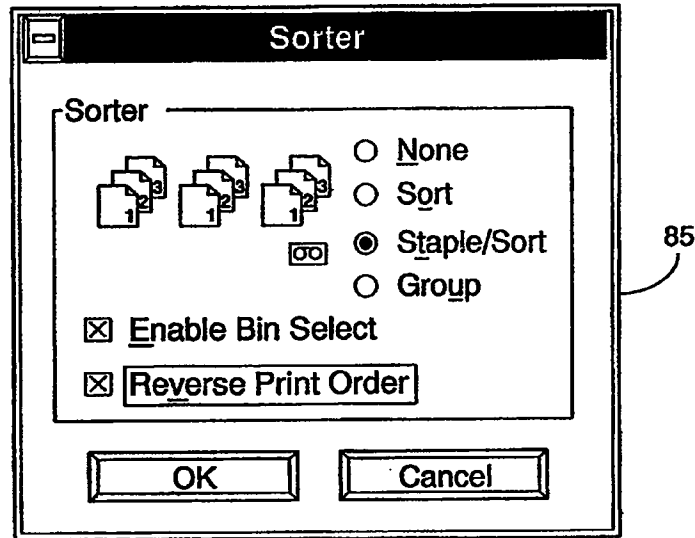 Sorter
Sorter
None
1 2 3 1 2 3 1 2 3
Sort
Staple/Sort
85
Group
Enable Bin Select
Reverse Print Order
OK Cancel